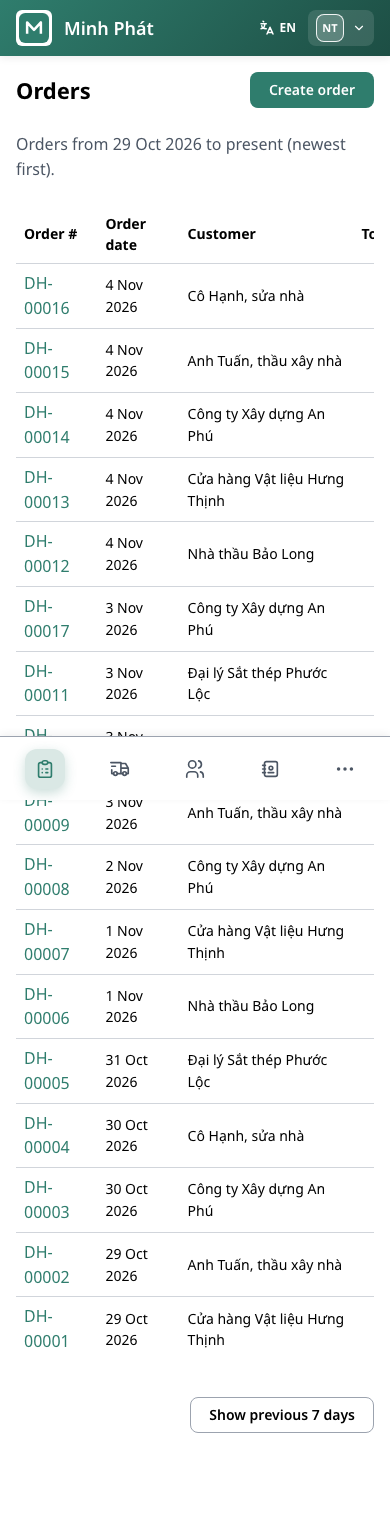 Minh Phát
EN
NT
Orders
Create order
Orders from 29 Oct 2026 to present (newest
first).
Order #
Order
date
Customer
DH-
00016
4 Nov
2026
Cô Hạnh, sửa nhà
DH-
00015
4 Nov
2026
Anh Tuấn, thầu xây nhà
DH-
00014
4 Nov
2026
Công ty Xây dựng An
Phú
DH-
00013
4 Nov
2026
Cửa hàng Vật liệu Hưng
Thịnh
DH-
00012
4 Nov
2026
Nhà thầu Bảo Long
DH-
00017
3 Nov
2026
Công ty Xây dựng An
Phú
DH-
00011
3 Nov
2026
Đại lý Sắt thép Phước
Lộc
DH-
00009
3 Nov
2026
Anh Tuấn, thầu xây nhà
DH-
00008
2 Nov
2026
Công ty Xây dựng An
Phú
DH-
00007
1 Nov
2026
Cửa hàng Vật liệu Hưng
Thịnh
DH-
00006
1 Nov
2026
Nhà thầu Bảo Long
DH-
00005
31 Oct
2026
Đại lý Sắt thép Phước
Lộc
DH-
00004
30 Oct
2026
Cô Hạnh, sửa nhà
DH-
00003
30 Oct
2026
Công ty Xây dựng An
Phú
DH-
00002
29 Oct
2026
Anh Tuấn, thầu xây nhà
DH-
00001
29 Oct
2026
Cửa hàng Vật liệu Hưng
Thịnh
Show previous 7 days